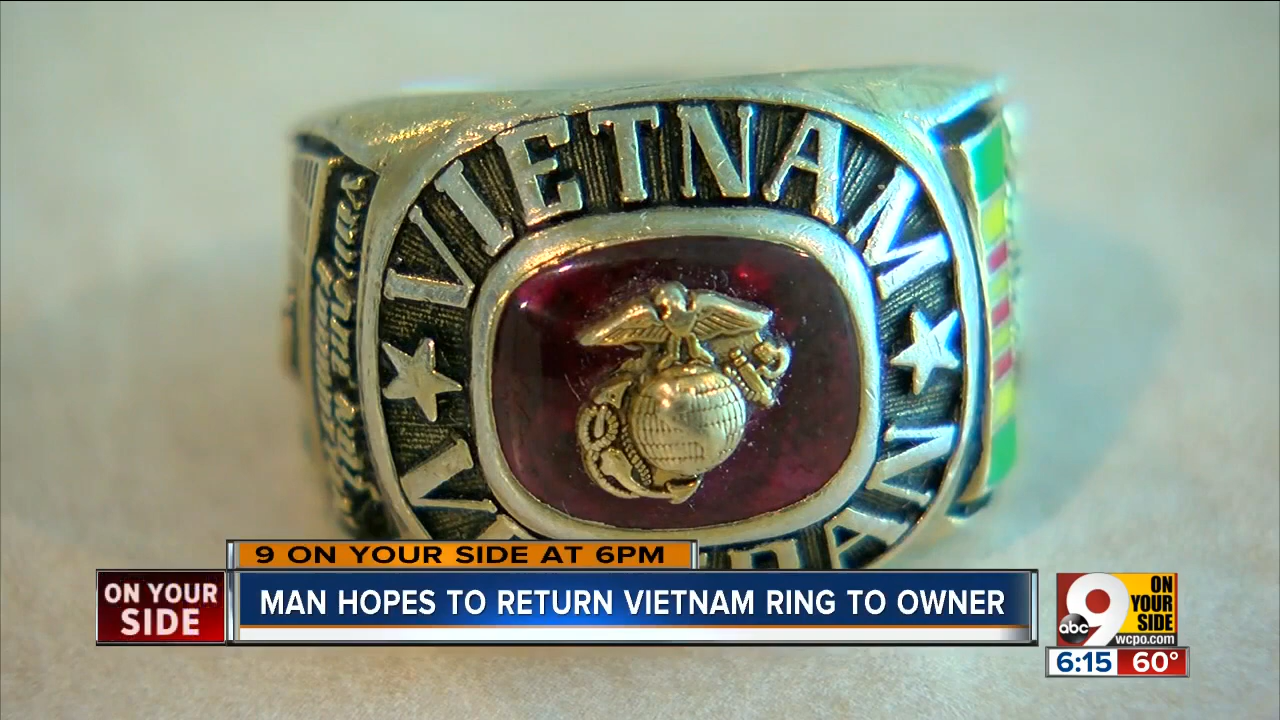 VIETNAM
9 ON YOUR SIDE AT 6PM
ON YOUR
SIDE
MAN HOPES TO RETURN VIETNAM RING TO OWNER
9
abc
ON
YOUR
SIDE
wcpo.com
6:15 60°